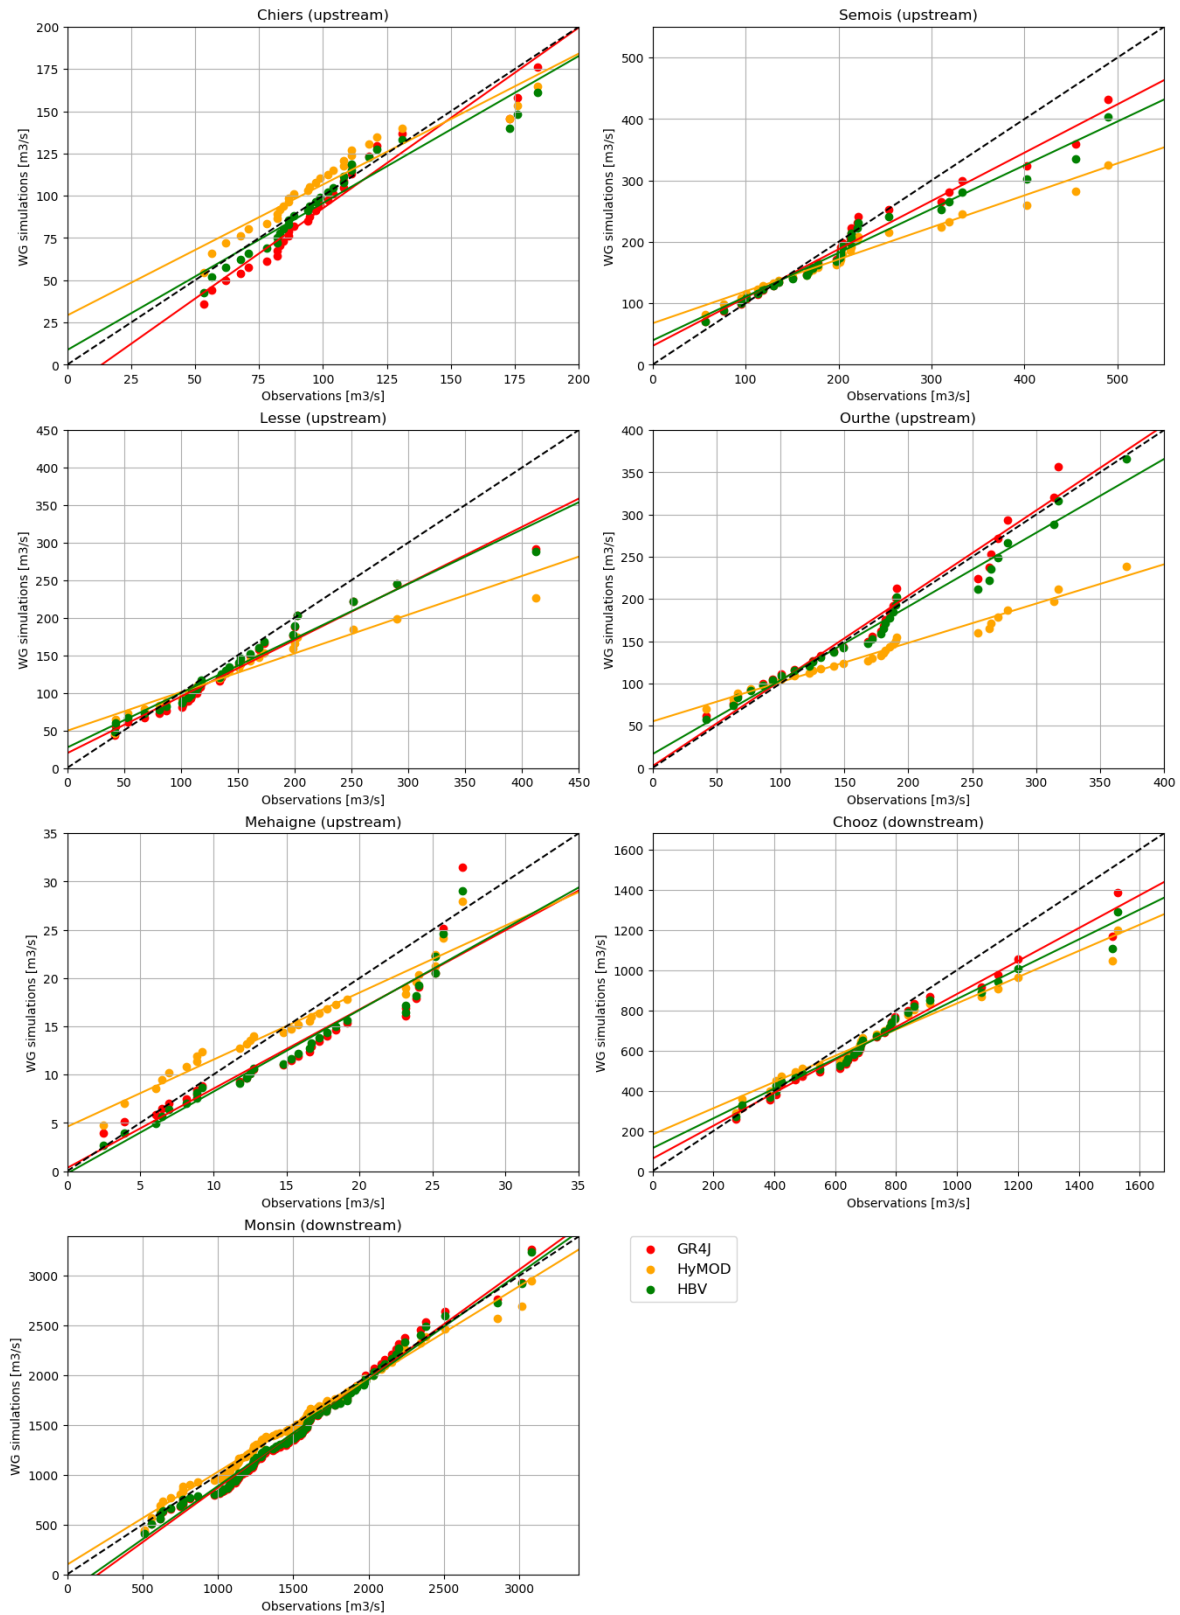 Chiers (upstream)
200
175
150
125
100
75
50
25
0
WG simulations [m3/s]
0 25 50 75 100 125 150 175 200
Observations [m3/s]
Semois (upstream)
500
400
300
200
100
0
WG simulations [m3/s]
0 100 200 300 400 500
Observations [m3/s]
Lesse (upstream)
450
400
350
300
250
200
150
100
50
0
WG simulations [m3/s]
0 50 100 150 200 250 300 350 400 450
Observations [m3/s]
Ourthe (upstream)
400
350
300
250
200
150
100
50
0
WG simulations [m3/s]
0 50 100 150 200 250 300 350 400
Observations [m3/s]
Mehaigne (upstream)
35
30
25
20
15
10
5
0
WG simulations [m3/s]
0 5 10 15 20 25 30 35
Observations [m3/s]
Chooz (downstream)
1600
1400
1200
1000
800
600
400
200
0
WG simulations [m3/s]
0 200 400 600 800 1000 1200 1400 1600
Observations [m3/s]
Monsin (downstream)
3000
2500
2000
1500
1000
500
0
WG simulations [m3/s]
0 500 1000 1500 2000 2500 3000
Observations [m3/s]
GR4J
HyMOD
HBV